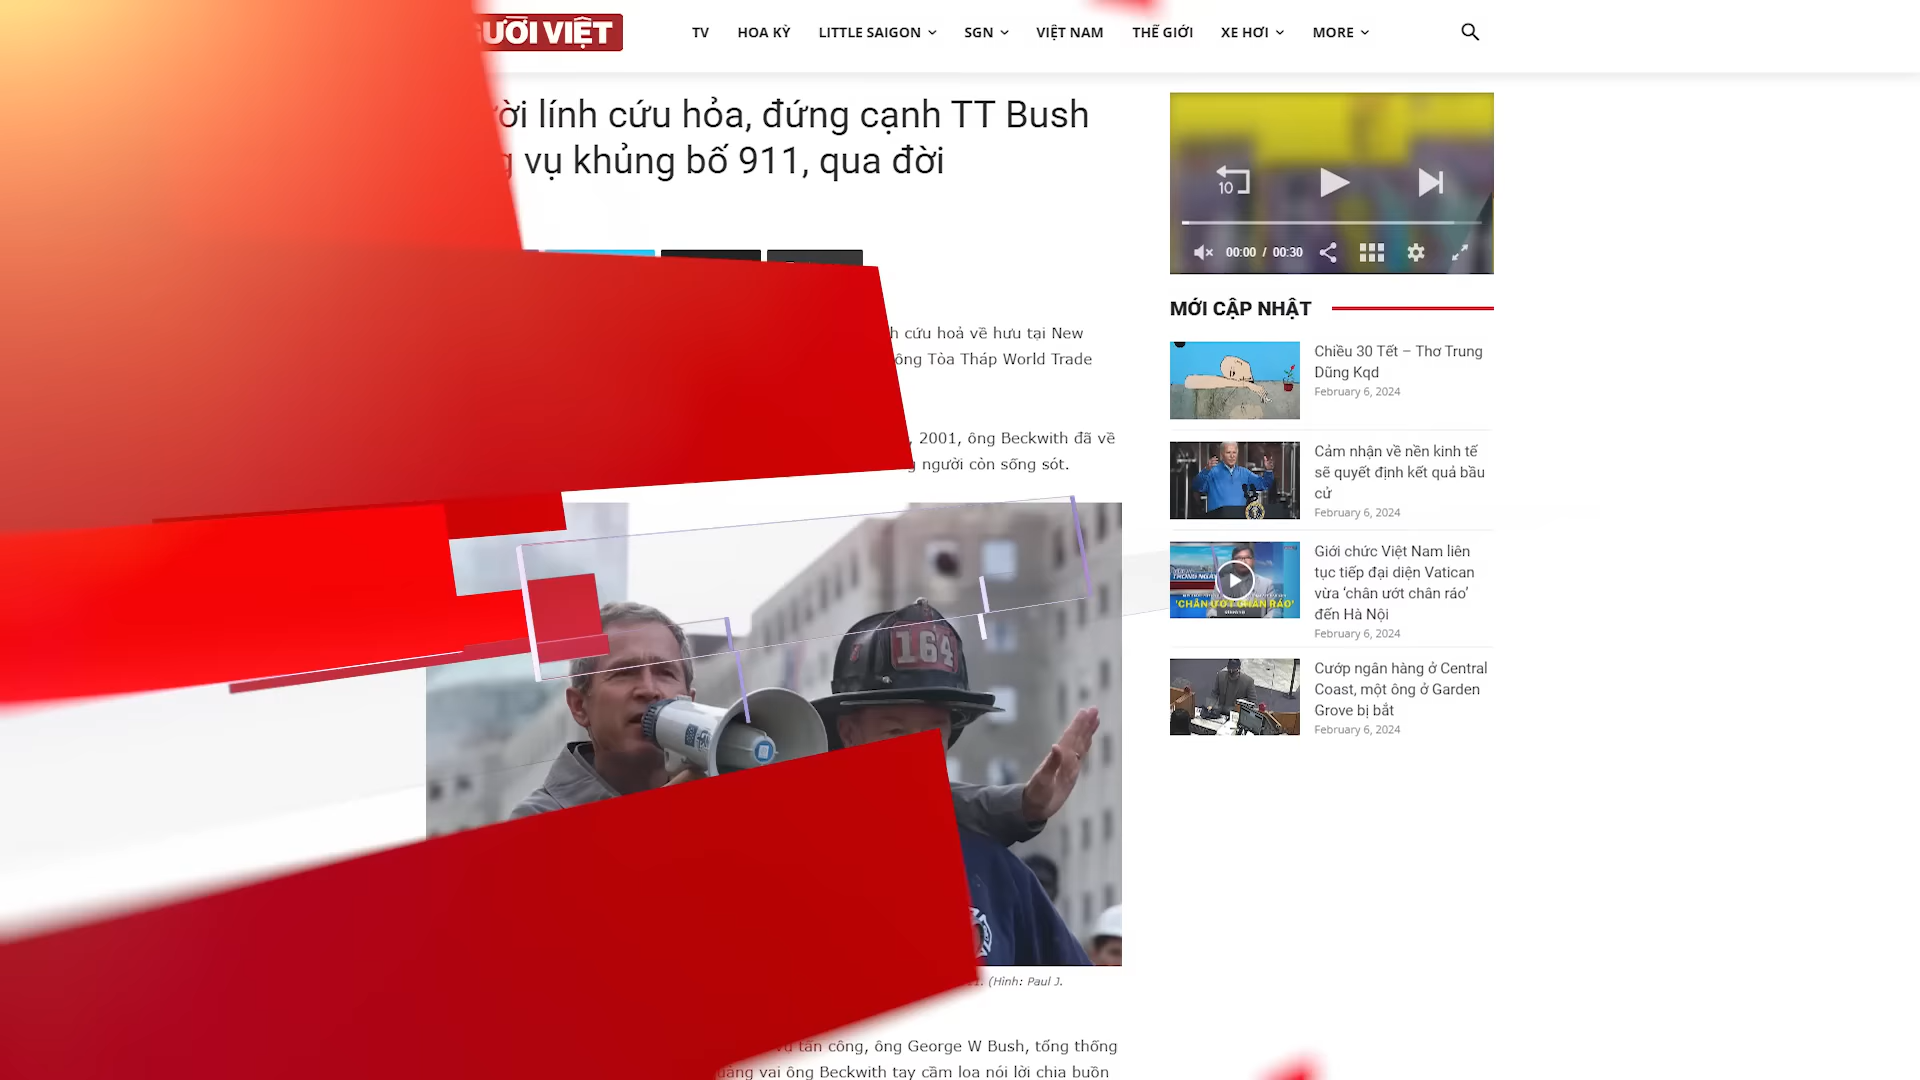 ƯỜI VIỆT
TV HOA KỲ LITTLE SAIGON SGN VIỆT NAM THẾ GIỚI XE HƠI MORE
lính cứu hỏa, đứng cạnh TT Bush
vụ khủng bố 911, qua đời
cứu hoả về hưu tại New
Tòa Tháp World Trade
2001, ông Beckwith đã về
người còn sống sót.
164
(Hình: Paul J.
tấn công, ông George W Bush, tổng thống
vai ông Beckwith tay cầm loa nói lời chia buồn
10
00:00 / 00:30
MỚI CẬP NHẬT
Chiều 30 Tết – Thơ Trung
Dũng Kqd
February 6, 2024
Cảm nhận về nền kinh tế
sẽ quyết định kết quả bầu
cử
February 6, 2024
TRONG NGÀY
'CHÂN ƯỚT CHÂN RÁO'
Giới chức Việt Nam liên
tục tiếp đại diện Vatican
vừa ‘chân ướt chân ráo’
đến Hà Nội
February 6, 2024
Cướp ngân hàng ở Central
Coast, một ông ở Garden
Grove bị bắt
February 6, 2024